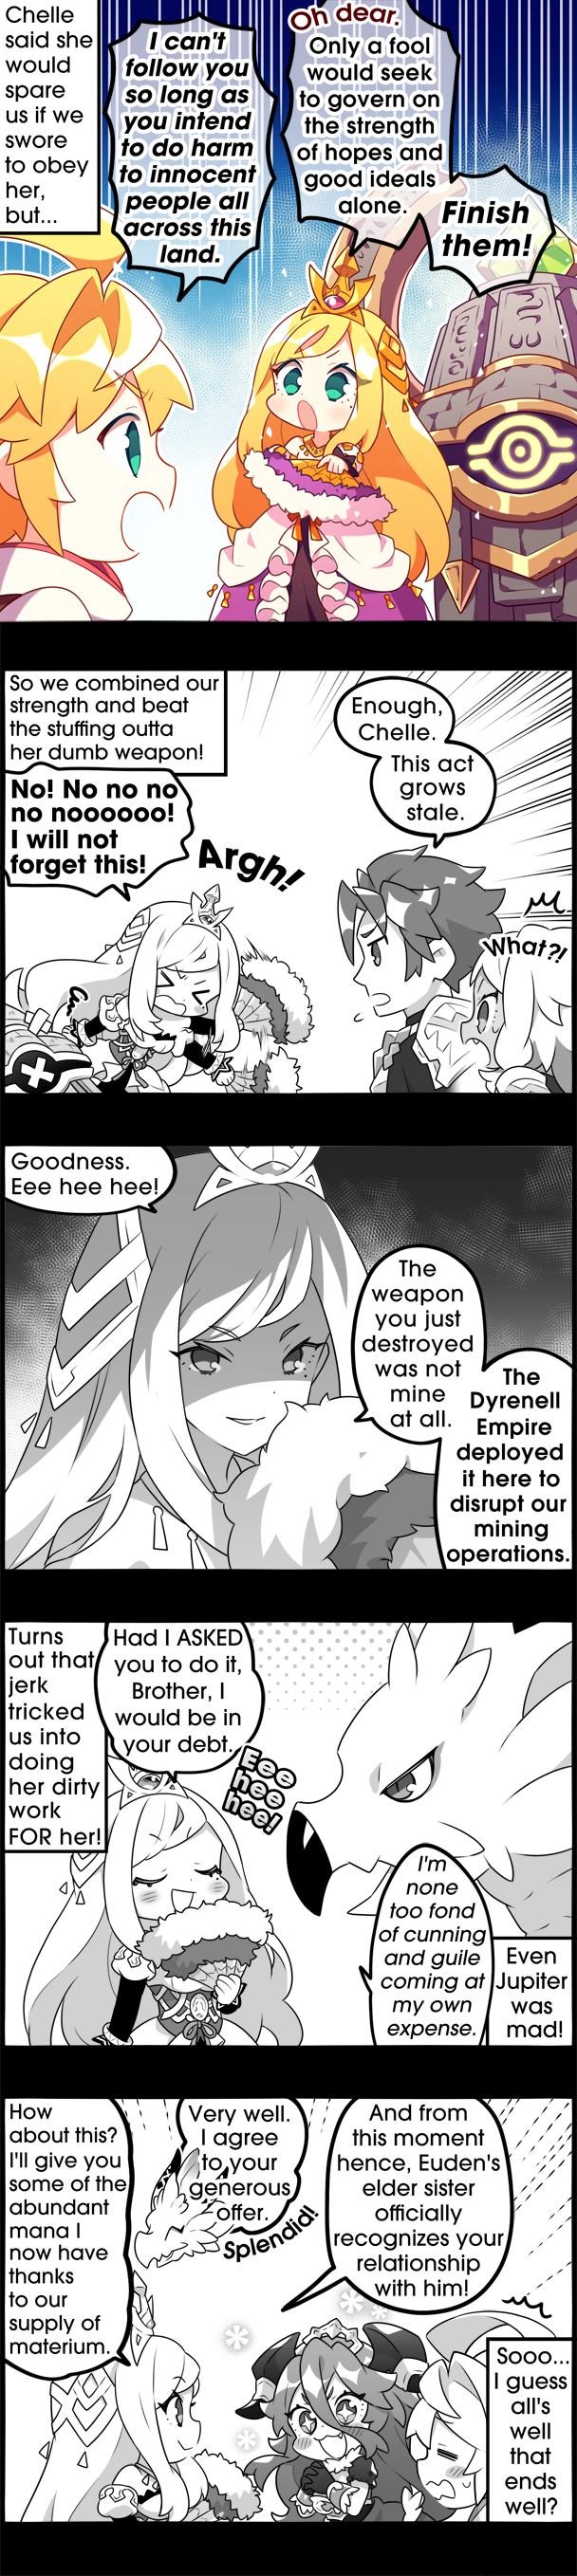 Chelle
said she
would
spare
us if we
swore
to obey
her,
but...
I can't
follow you
so long as
you intend
to do harm
to innocent
people all
across this
land.
Oh dear.
Only a fool
would seek
to govern on
the strength
of hopes and
good ideals
alone.
Finish
them!
So we combined our
strength and beat
the stuffing outta
her dumb weapon!
No! No no no
no noooooo!
I will not
forget this!
Argh!
Enough,
Chelle.
This act
grows
stale.
What?!
Goodness.
Eee hee hee!
The
weapon
you just
destroyed
was not
mine
at all.
The
Dyrenell
Empire
deployed
it here to
disrupt our
mining
operations.
Turns
out that
jerk
tricked
us into
doing
her dirty
work
FOR her!
Had I ASKED
you to do it,
Brother, I
would be in
your debt.
Eee
hee
hee!
I'm
none
too fond
of cunning
and guile
coming at
my own
expense.
Even
Jupiter
was
mad!
How
about this?
I'll give you
some of the
abundant
mana I
now have
thanks
to our
supply of
materium.
Very well.
I agree
to your
generous
offer.
Splendid!
And from
this moment
hence, Euden's
elder sister
officially
recognizes your
relationship
with him!
Sooo...
I guess
all's
well
that
ends
well?